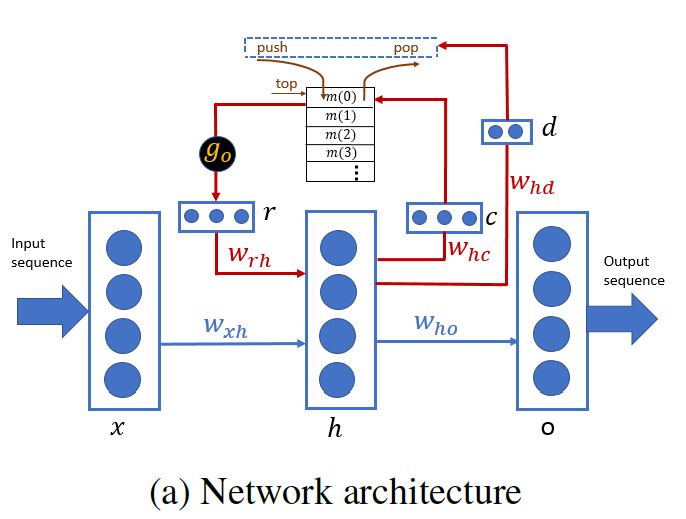 push pop
top
m(0)
m(1)
m(2)
m(3)
⋮
g_o
d
w_hd
r
c
Input
sequence
w_rh
w_hc
Output
sequence
w_xh
w_ho
x
h
o
(a) Network architecture